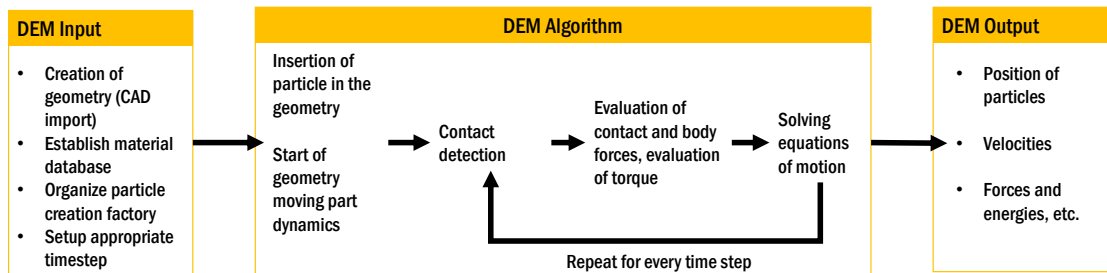 DEM Input
• Creation of
geometry (CAD
import)
• Establish material
database
• Organize particle
creation factory
• Setup appropriate
timestep
DEM Algorithm
Insertion of
particle in the
geometry
Start of
geometry
moving part
dynamics
Contact
detection
Evaluation of
contact and body
forces, evaluation
of torque
Solving
equations
of motion
Repeat for every time step
DEM Output
• Position of
particles
• Velocities
• Forces and
energies, etc.